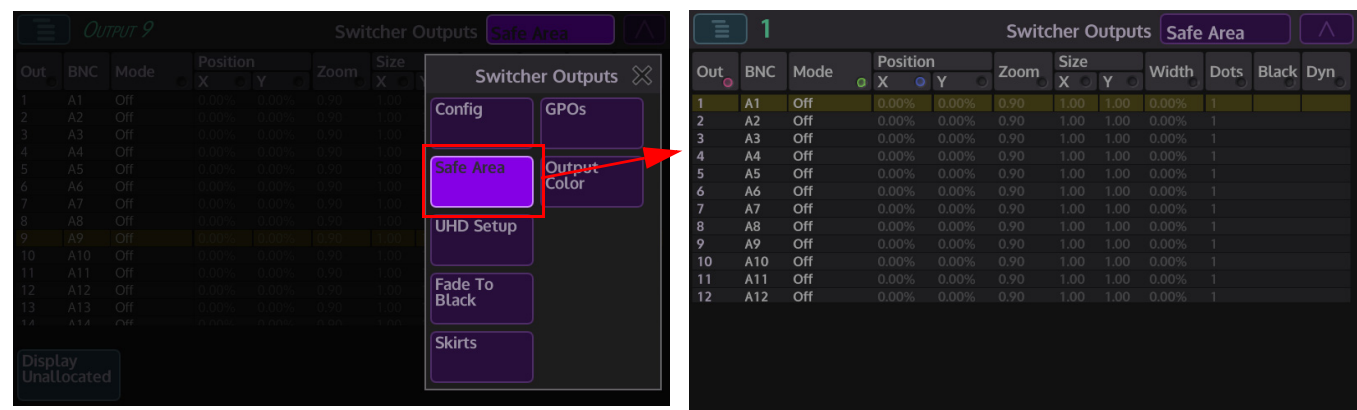 Output 9 Switcher Outputs Safe Area
Out BNC Mode Position X Y Zoom Size X
1 A1 Off 0.00% 0.00% 0.90 1.00
2 A2 Off 0.00% 0.00% 0.90 1.00
3 A3 Off 0.00% 0.00% 0.90 1.00
4 A4 Off 0.00% 0.00% 0.90 1.00
5 A5 Off 0.00% 0.00% 0.90 1.00
6 A6 Off 0.00% 0.00% 0.90 1.00
7 A7 Off 0.00% 0.00% 0.90 1.00
8 A8 Off 0.00% 0.00% 0.90 1.00
9 A9 Off 0.00% 0.00% 0.90 1.00
10 A10 Off 0.00% 0.00% 0.90 1.00
11 A11 Off 0.00% 0.00% 0.90 1.00
12 A12 Off 0.00% 0.00% 0.90 1.00
13 A13 Off 0.00% 0.00% 0.90 1.00
14 A14 Off 0.00% 0.00% 0.90 1.00
Display
Unallocated
Switcher Outputs
Config GPOs
Safe Area Output
Color
UHD Setup
Fade To
Black
Skirts
1 Switcher Outputs Safe Area
Out BNC Mode Position X Y Zoom Size X Y Width Dots Black Dyn
1 A1 Off 0.00% 0.00% 0.90 1.00 1.00 0.00% 1
2 A2 Off 0.00% 0.00% 0.90 1.00 1.00 0.00% 1
3 A3 Off 0.00% 0.00% 0.90 1.00 1.00 0.00% 1
4 A4 Off 0.00% 0.00% 0.90 1.00 1.00 0.00% 1
5 A5 Off 0.00% 0.00% 0.90 1.00 1.00 0.00% 1
6 A6 Off 0.00% 0.00% 0.90 1.00 1.00 0.00% 1
7 A7 Off 0.00% 0.00% 0.90 1.00 1.00 0.00% 1
8 A8 Off 0.00% 0.00% 0.90 1.00 1.00 0.00% 1
9 A9 Off 0.00% 0.00% 0.90 1.00 1.00 0.00% 1
10 A10 Off 0.00% 0.00% 0.90 1.00 1.00 0.00% 1
11 A11 Off 0.00% 0.00% 0.90 1.00 1.00 0.00% 1
12 A12 Off 0.00% 0.00% 0.90 1.00 1.00 0.00% 1